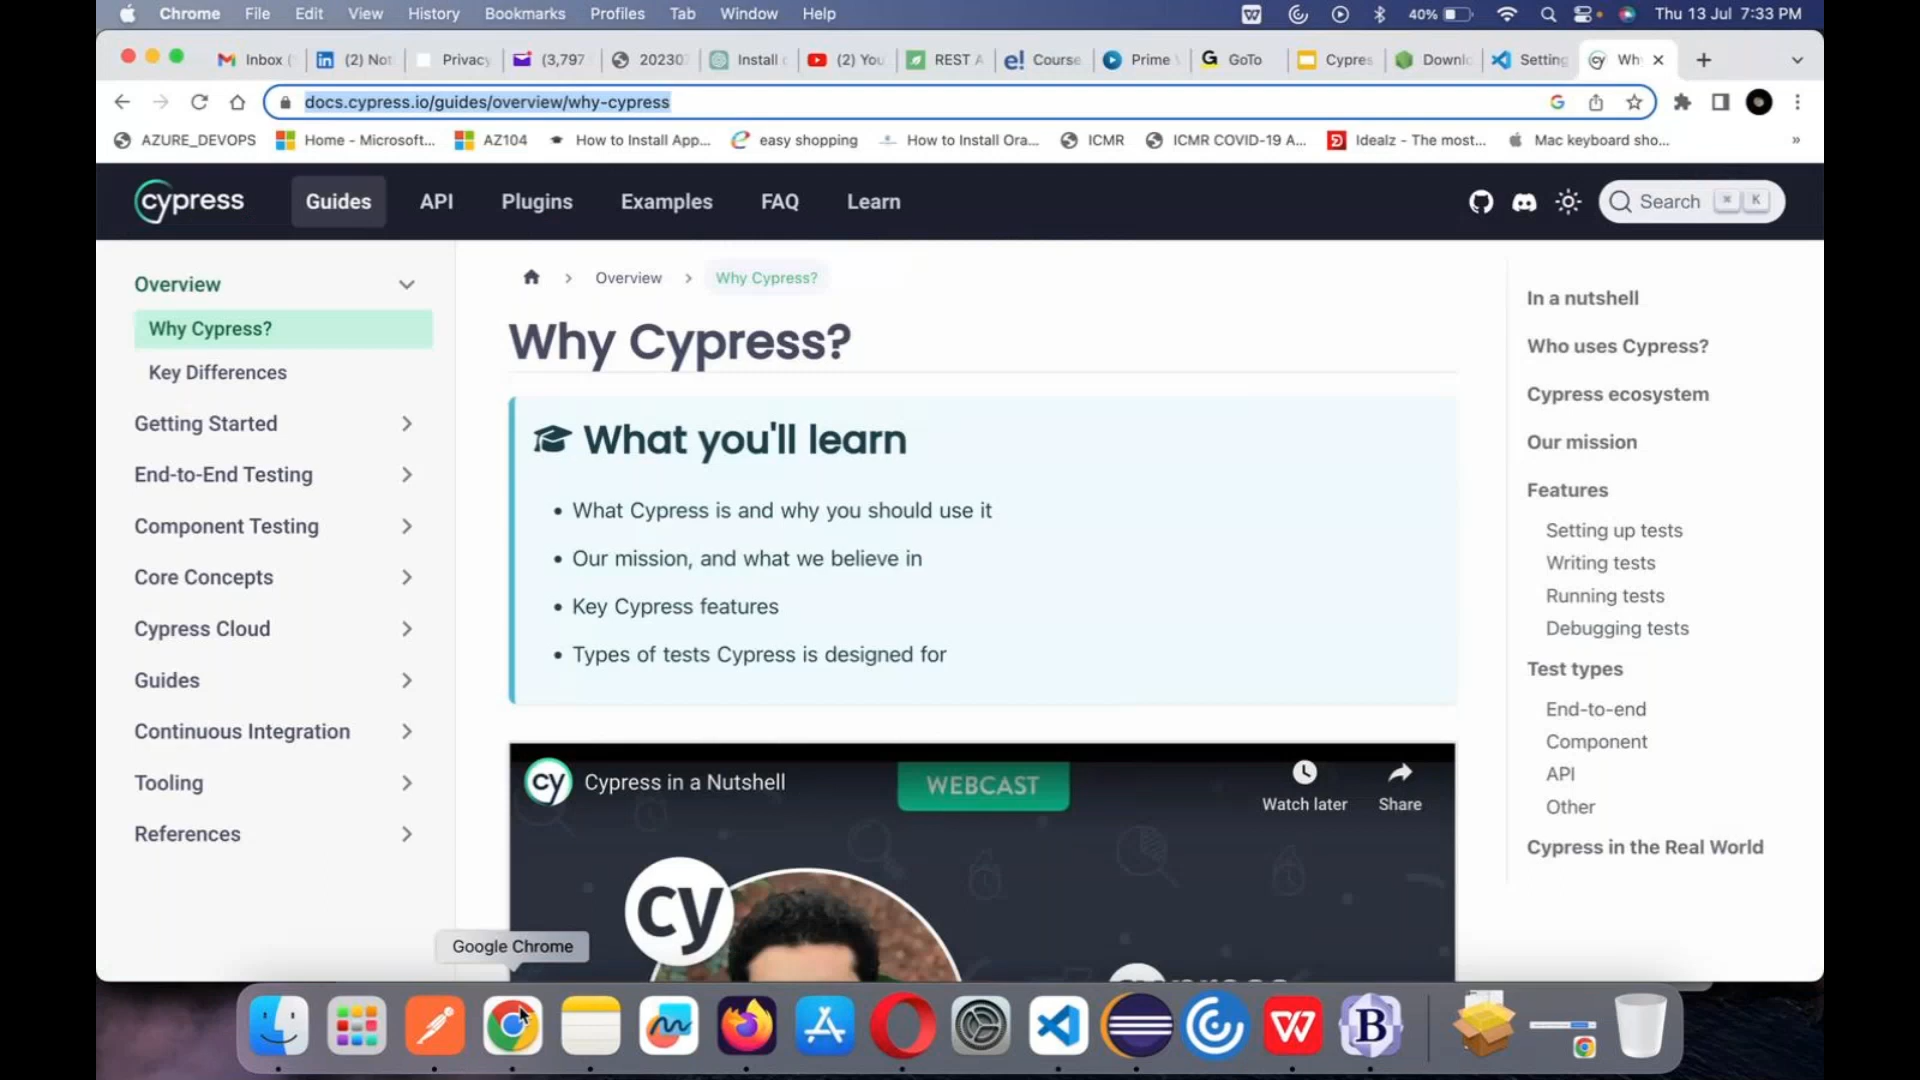 Chrome File Edit View History Bookmarks Profiles Tab Window Help 40% Thu 13 Jul 7:33 PM
Inbox ( (2) Not Privacy (3,797 20230 Install (2) You REST A Course Prime GoTo Cypres Downlo Setting Wh
docs.cypress.io/guides/overview/why-cypress
AZURE_DEVOPS Home - Microsoft... AZ104 How to Install App... easy shopping How to Install Ora... ICMR ICMR COVID-19 A... Idealz - The most... Mac keyboard sho... »
cypress Guides API Plugins Examples FAQ Learn Search ⌘ K
Overview
Why Cypress?
Key Differences
Getting Started
End-to-End Testing
Component Testing
Core Concepts
Cypress Cloud
Guides
Continuous Integration
Tooling
References
Overview Why Cypress?
Why Cypress?
What you'll learn
• What Cypress is and why you should use it
• Our mission, and what we believe in
• Key Cypress features
• Types of tests Cypress is designed for
cy Cypress in a Nutshell WEBCAST
Watch later Share
cy
In a nutshell
Who uses Cypress?
Cypress ecosystem
Our mission
Features
Setting up tests
Writing tests
Running tests
Debugging tests
Test types
End-to-end
Component
API
Other
Cypress in the Real World
Google Chrome